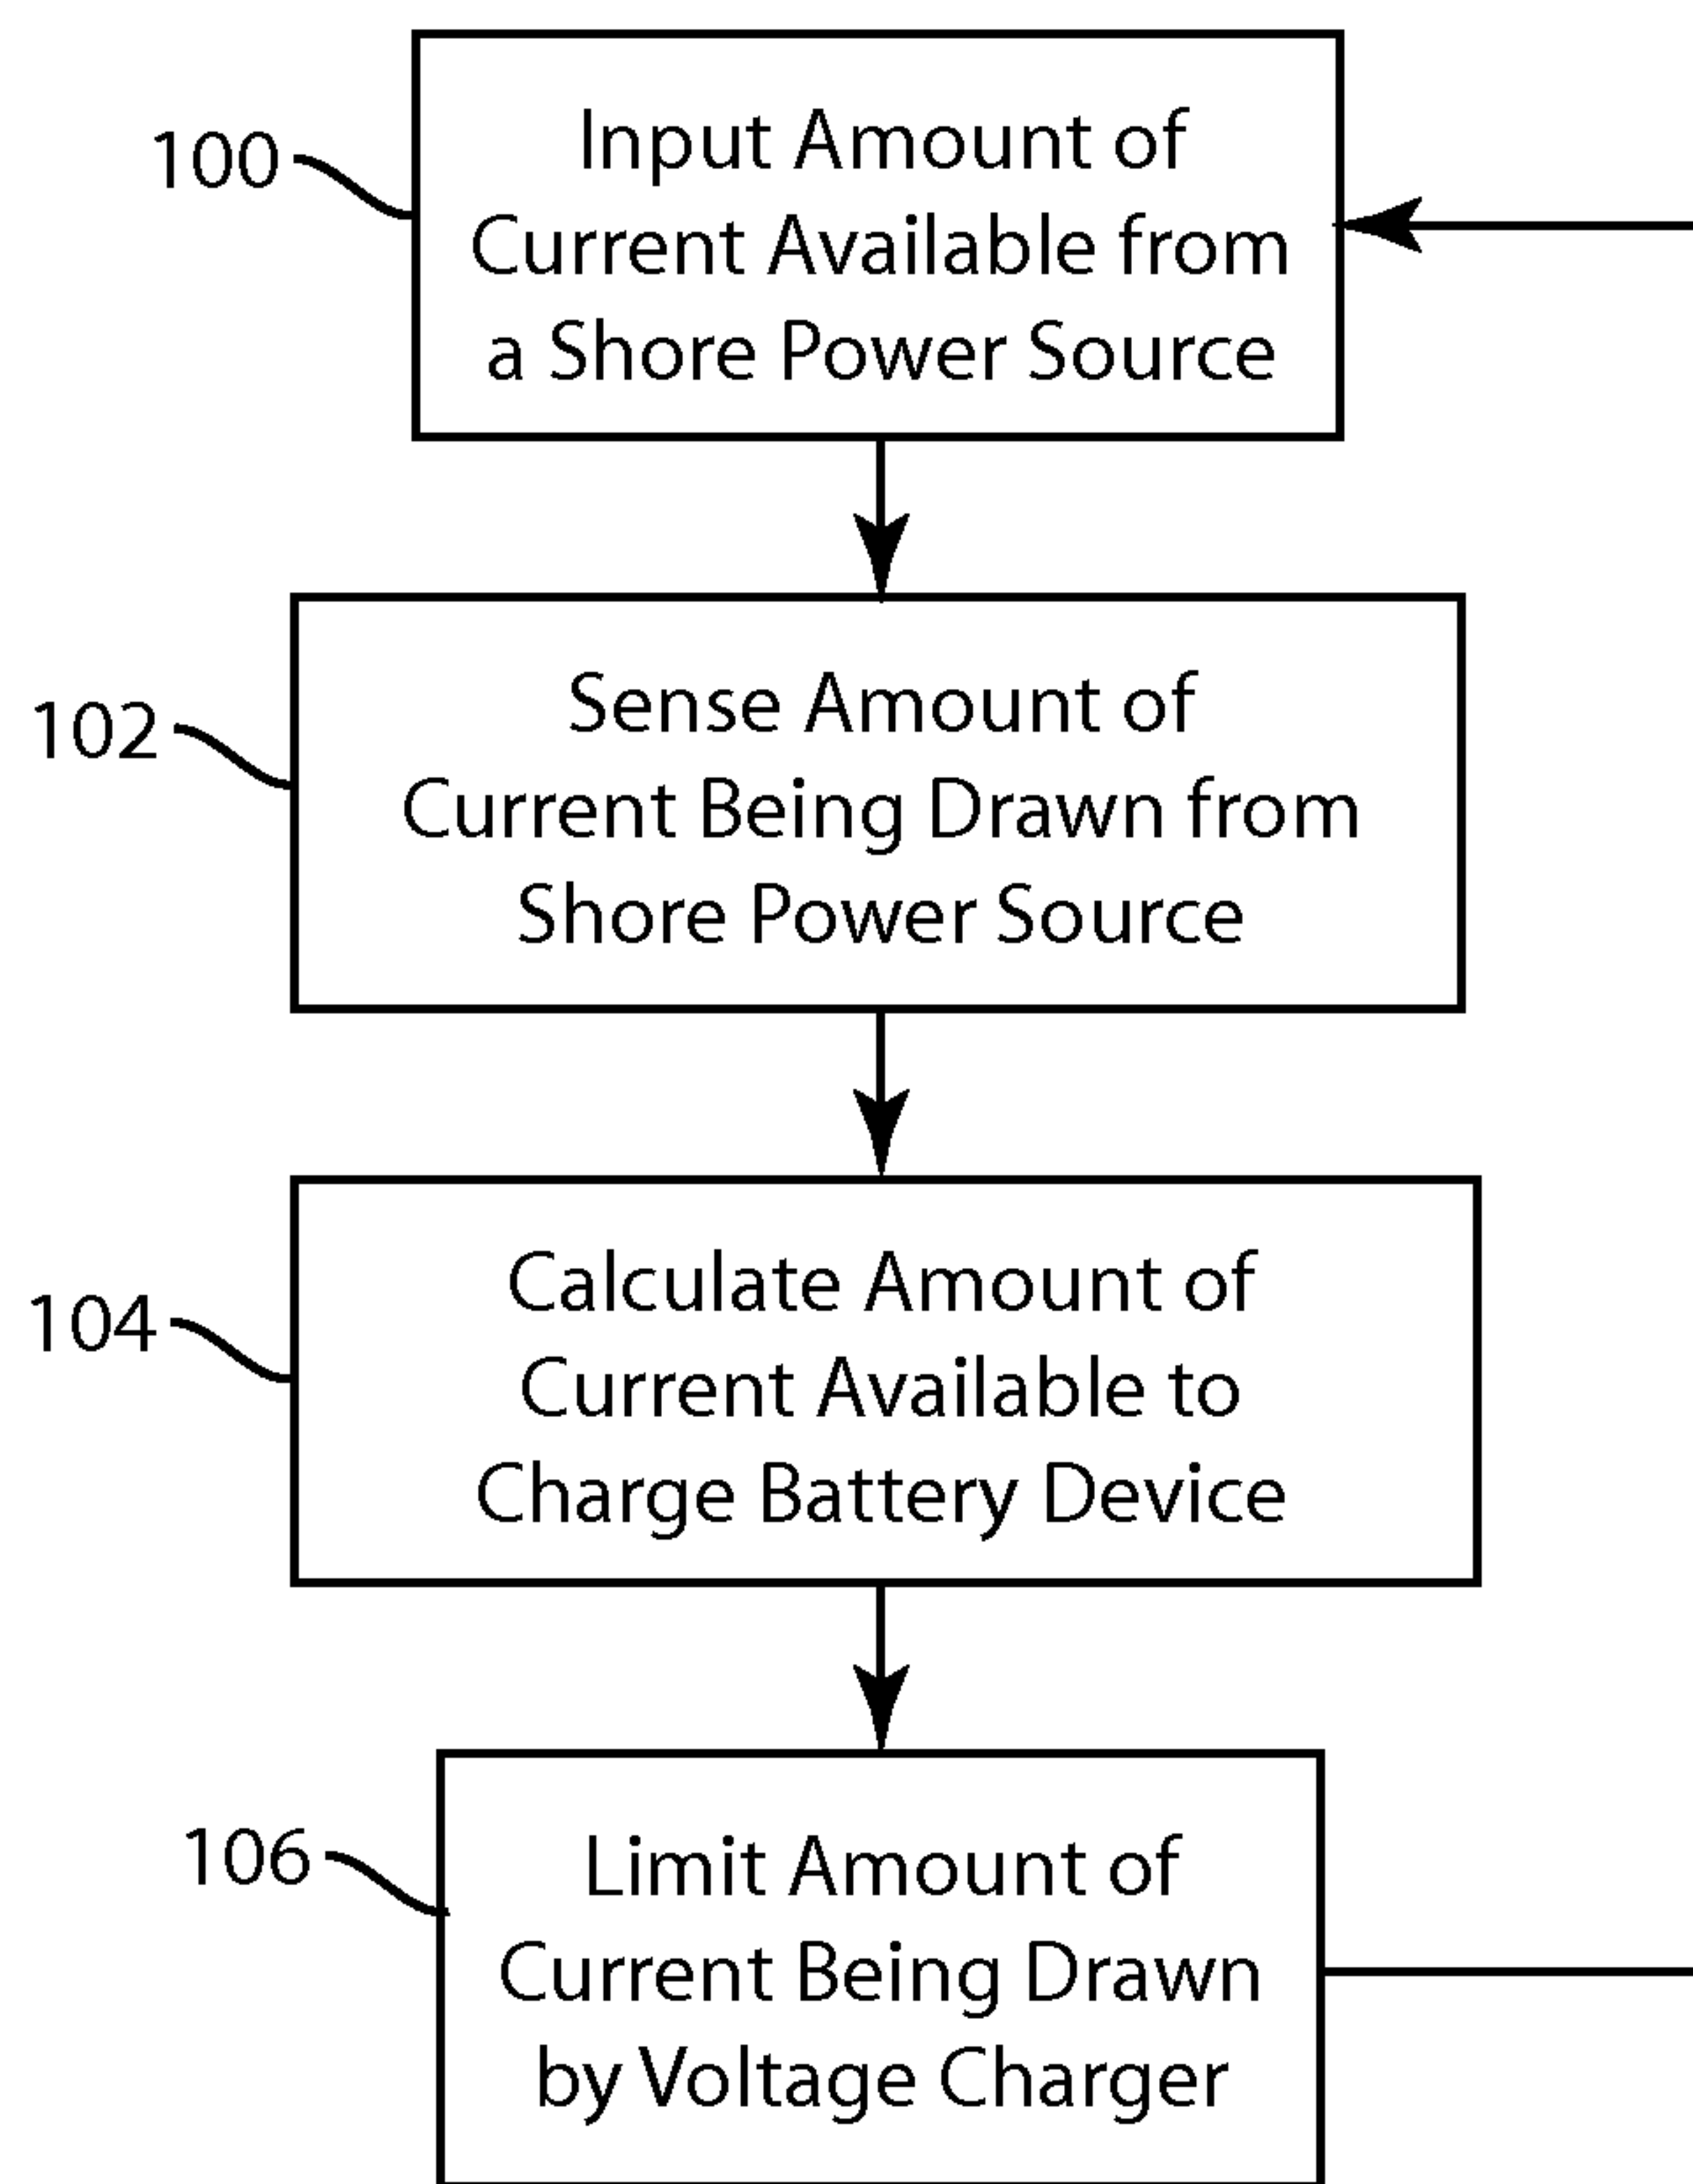 100
Input Amount of
Current Available from
a Shore Power Source
102
Sense Amount of
Current Being Drawn from
Shore Power Source
104
Calculate Amount of
Current Available to
Charge Battery Device
106
Limit Amount of
Current Being Drawn
by Voltage Charger